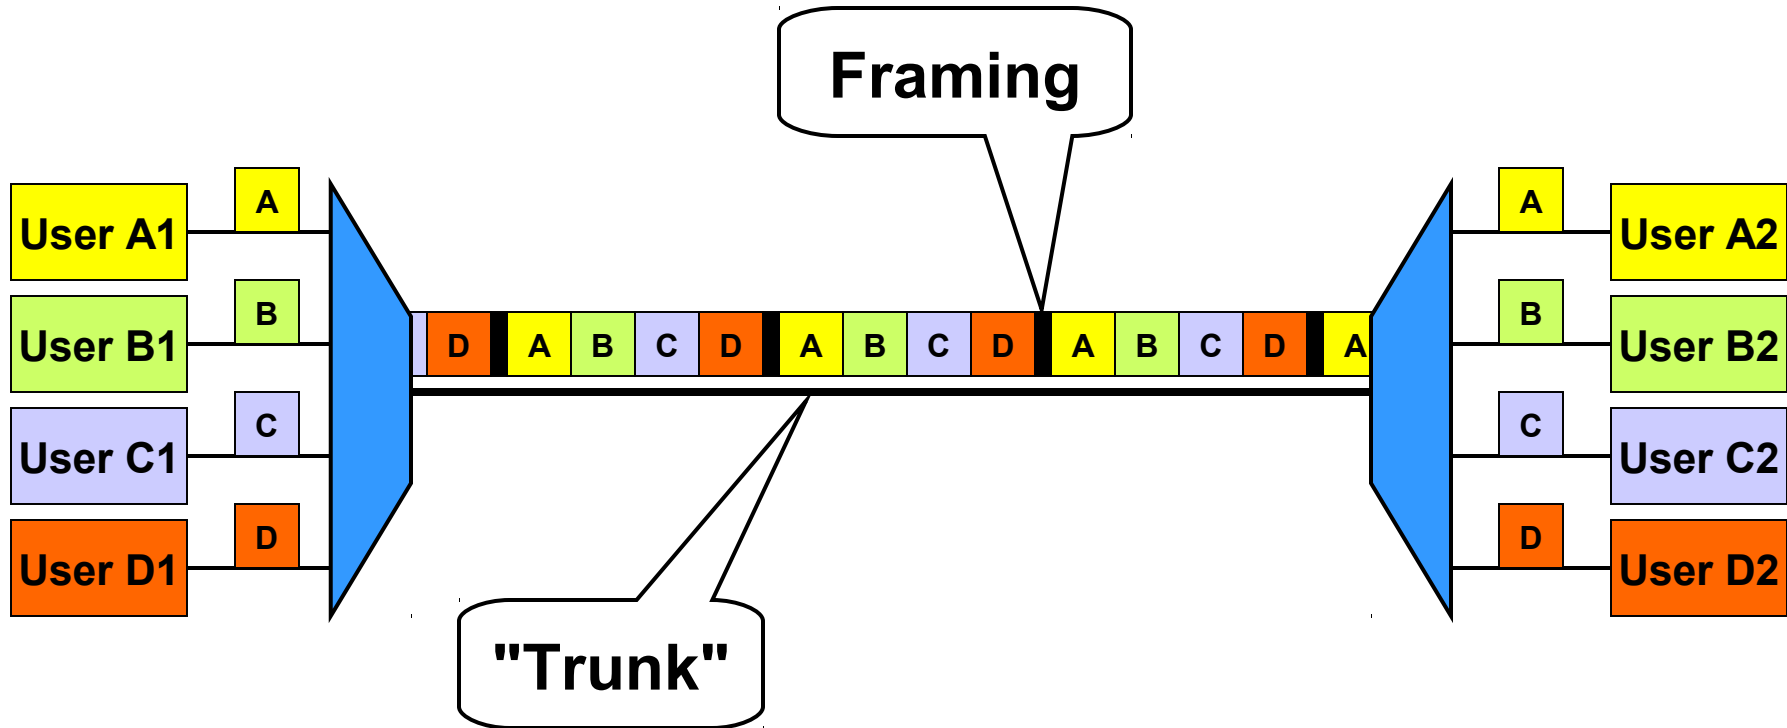 Framing
User A1
A
A
User A2
User B1
B
B
User B2
D A B C D A B C D A B C D A
User C1
C
C
User C2
User D1
D
D
User D2
"Trunk"